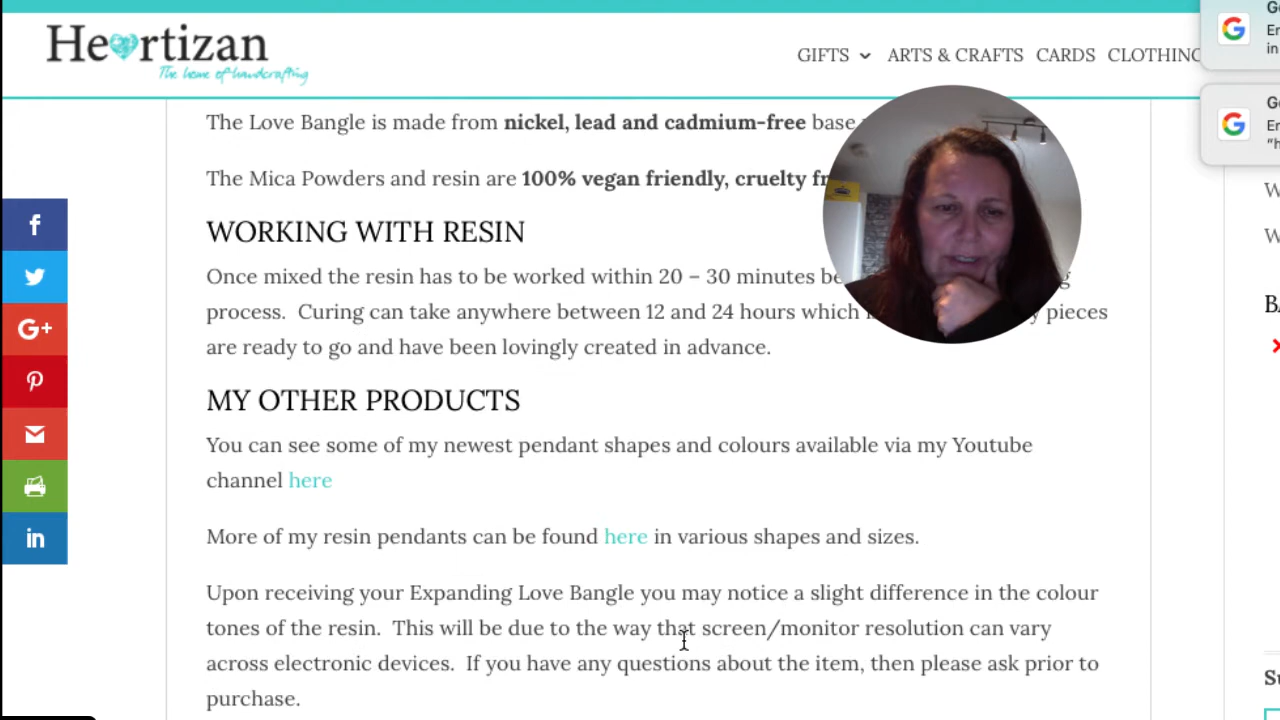 Heartizan
The home of handcrafting
GIFTS ARTS & CRAFTS CARDS CLOTHING
The Love Bangle is made from nickel, lead and cadmium-free base
The Mica Powders and resin are 100% vegan friendly, cruelty
WORKING WITH RESIN
Once mixed the resin has to be worked within 20 – 30 minutes
process. Curing can take anywhere between 12 and 24 hours which pieces
are ready to go and have been lovingly created in advance.
MY OTHER PRODUCTS
You can see some of my newest pendant shapes and colours available via my Youtube
channel here
More of my resin pendants can be found here in various shapes and sizes.
Upon receiving your Expanding Love Bangle you may notice a slight difference in the colour
tones of the resin. This will be due to the way that screen/monitor resolution can vary
across electronic devices. If you have any questions about the item, then please ask prior to
purchase.
f
G+
in
G
G